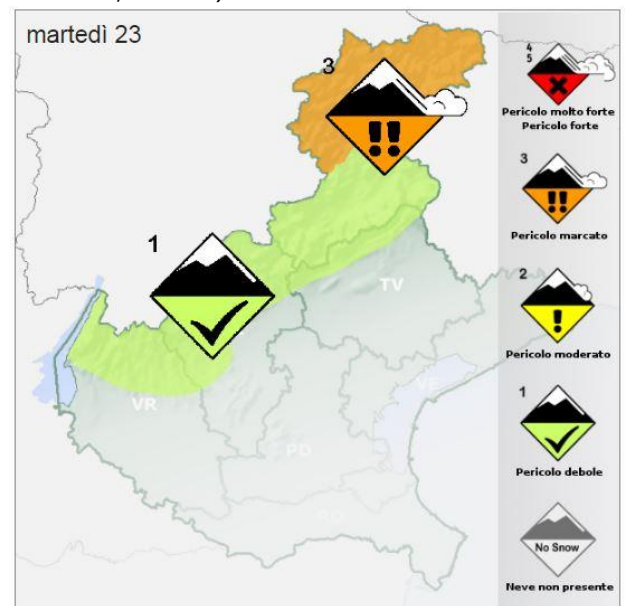 martedì 23
3
1
TV
VR
VE
PD
RO
4
5
Pericolo molto forte
Pericolo forte
3
Pericolo marcato
2
Pericolo moderato
1
Pericolo debole
No Snow
Neve non presente